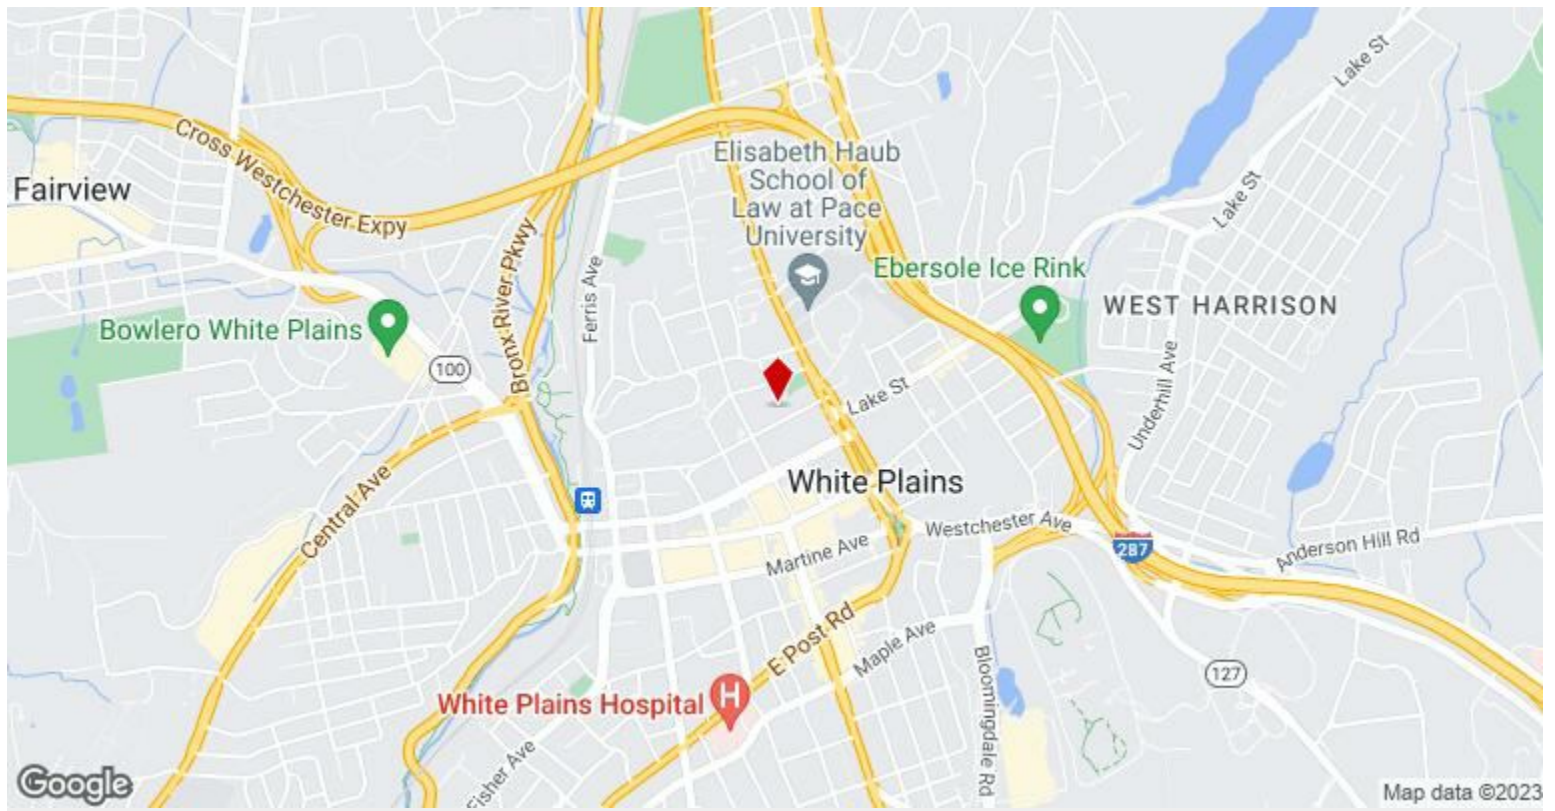 Lake St
Cross Westchester Expy
Elisabeth Haub
School of
Law at Pace
University
Fairview
Lake St
Bronx River Pkwy
Ferris Ave
Ebersole Ice Rink
WEST HARRISON
Bowlero White Plains
100
Lake St
Underhill Ave
White Plains
Central Ave
Westchester Ave
Martine Ave
287
Anderson Hill Rd
E Post Rd
Maple Ave
Bloomingdale Rd
127
White Plains Hospital
H
Fisher Ave
Google
Map data ©2023